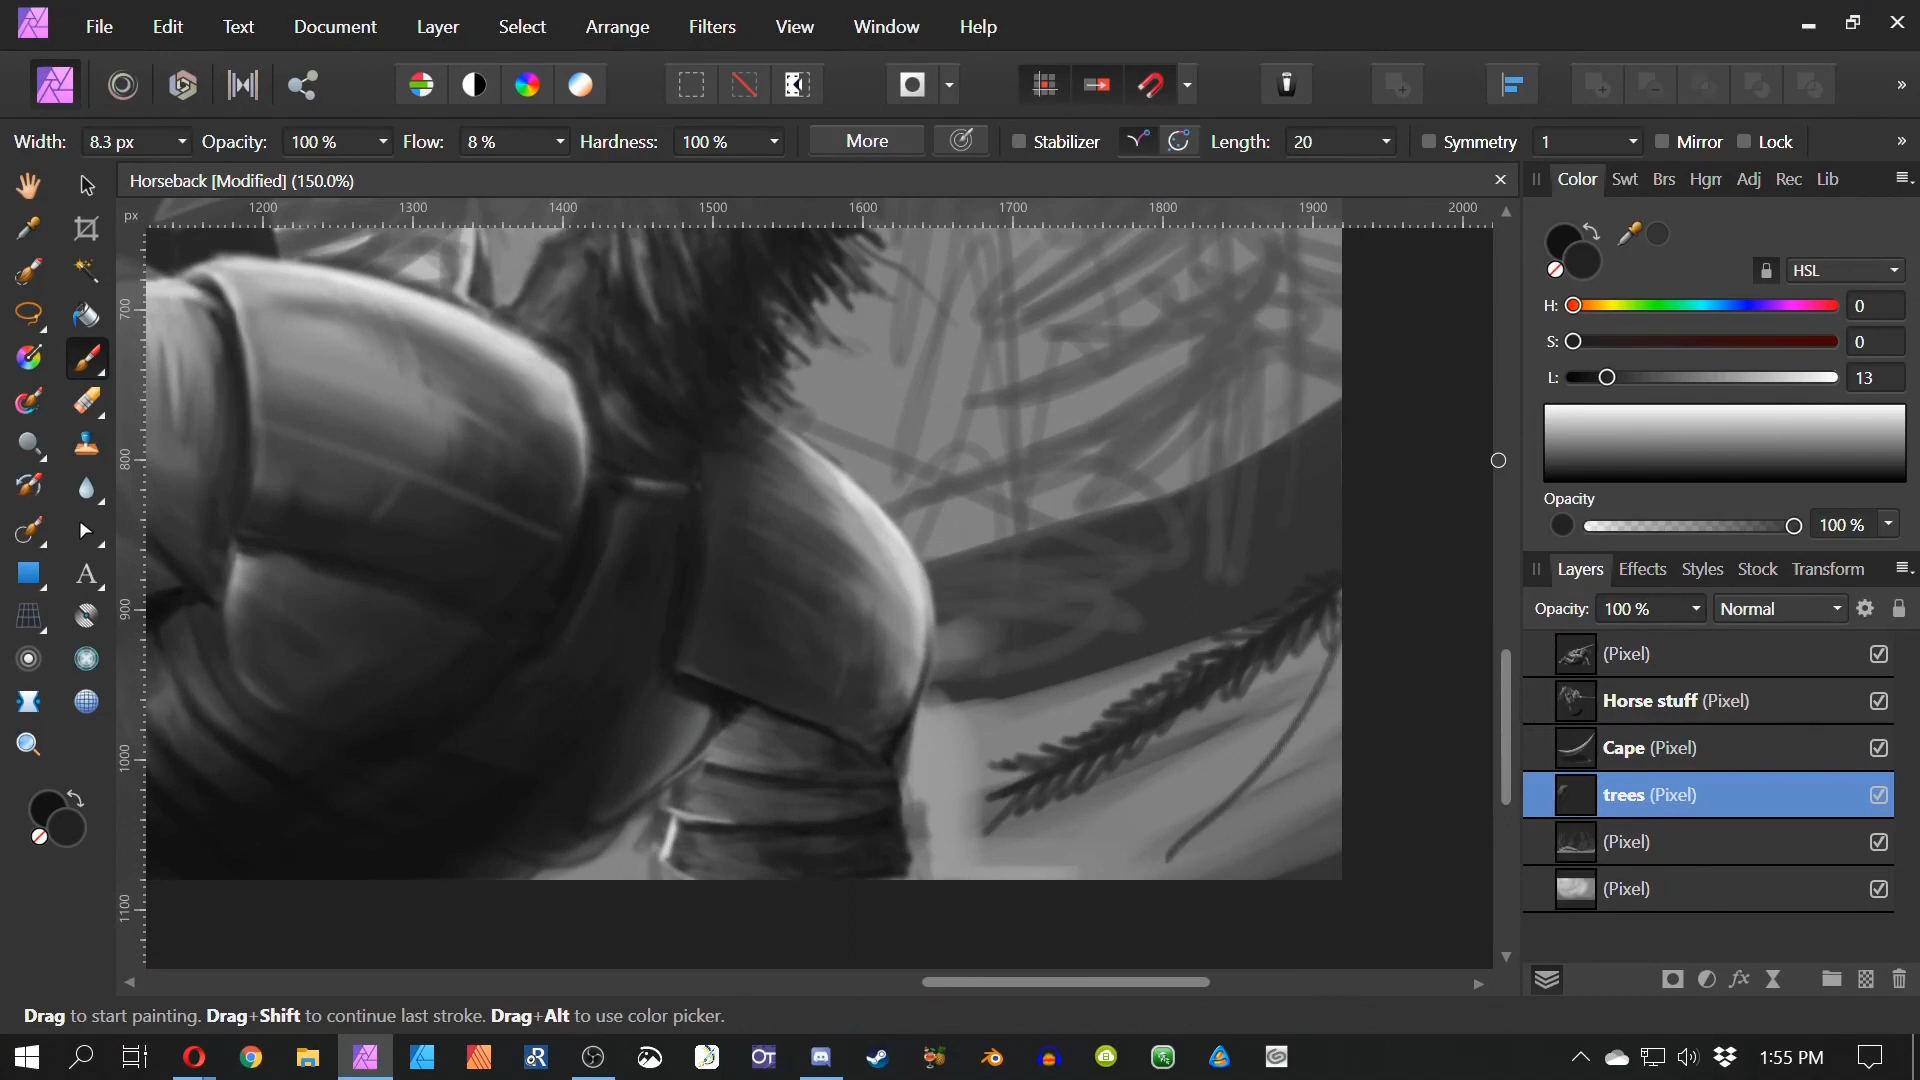 File Edit Text Document Layer Select Arrange Filters View Window Help
Width: 8.3 px Opacity: 100 % Flow: 8 % Hardness: 100 % More Stabilizer Length: 20 Symmetry 1 Mirror Lock
Horseback [Modified] (150.0%)
Color Swt Brs Hgrr Adj Rec Lib
px 1200 1300 1400 1500 1600 1700 1800 1900 2000
700
800
900
1000
1100
HSL
H: 0
S: 0
L: 13
Opacity
100 %
Layers Effects Styles Stock Transform
Opacity: 100 % Normal
(Pixel)
Horse stuff (Pixel)
Cape (Pixel)
trees (Pixel)
(Pixel)
(Pixel)
Drag to start painting. Drag+Shift to continue last stroke. Drag+Alt to use color picker.
1:55 PM